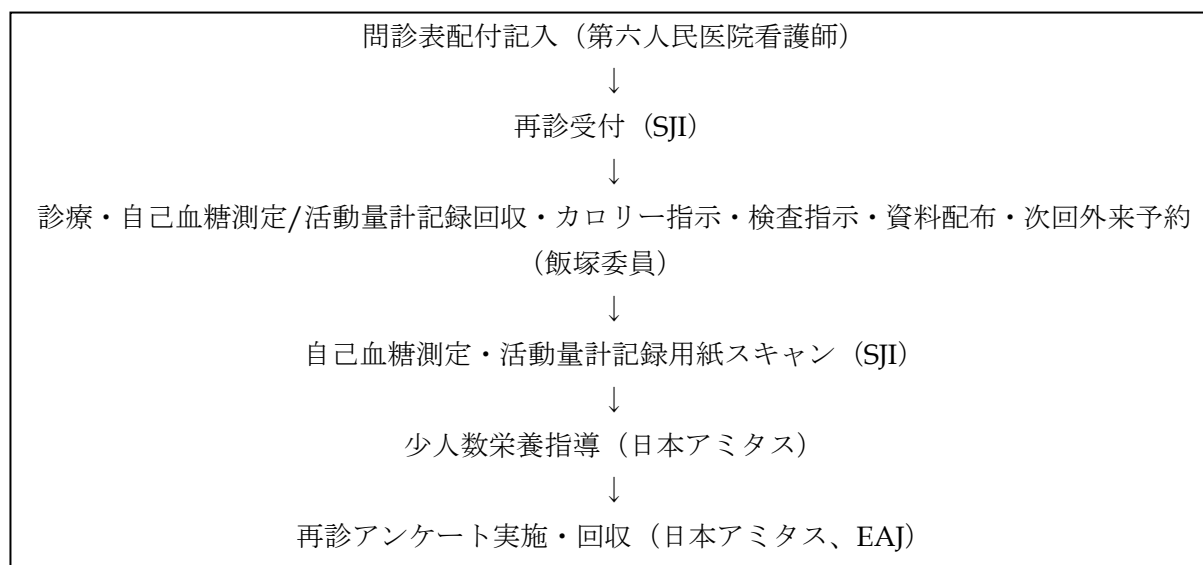 問診表配付記入（第六人民医院看護師）
↓
再診受付（SJI）
↓
診療・自己血糖測定/活動量計記録回収・カロリー指示・検査指示・資料配布・次回外来予約
（飯塚委員）
↓
自己血糖測定・活動量計記録用紙スキャン（SJI）
↓
少人数栄養指導（日本アミタス）
↓
再診アンケート実施・回収（日本アミタス、EAJ）